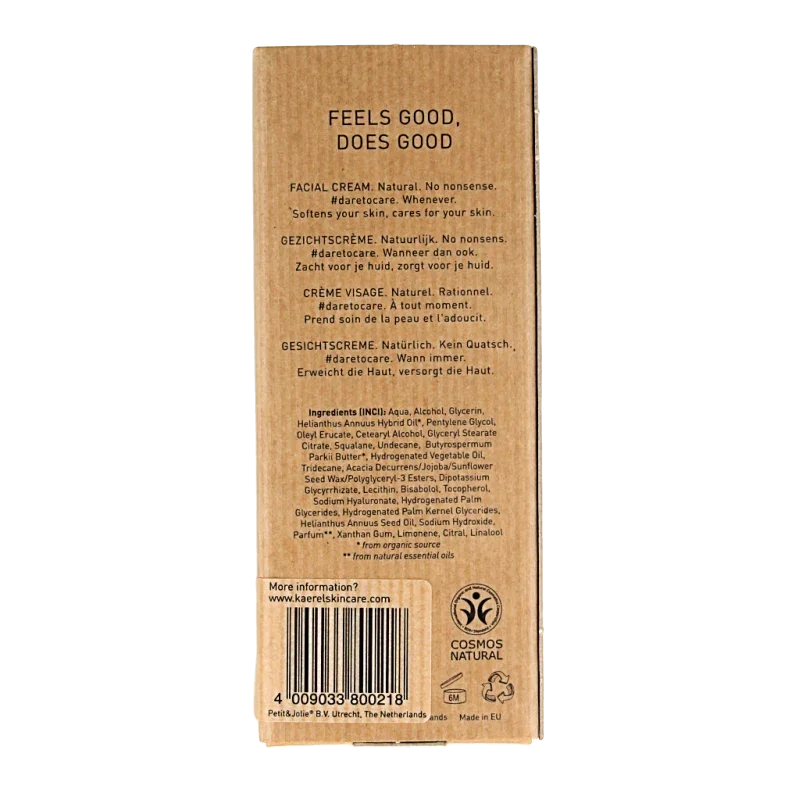 FEELS GOOD,
DOES GOOD
FACIAL CREAM. Natural. No nonsense.
#daretocare. Whenever.
Softens your skin, cares for your skin.
GEZICHTSCRÈME. Natuurlijk. No nonsens.
#daretocare. Wanneer dan ook.
Zacht voor je huid, zorgt voor je huid.
CRÈME VISAGE. Naturel. Rationnel.
#daretocare. À tout moment.
Prend soin de la peau et l'adoucit.
GESICHTSCREME. Natürlich. Kein Quatsch.
#daretocare. Wann immer.
Erweicht die Haut, versorgt die Haut.
Ingredients (INCI): Aqua, Alcohol, Glycerin,
Helianthus Annuus Hybrid Oil*, Pentylene Glycol,
Oleyl Erucate, Cetearyl Alcohol, Glyceryl Stearate
Citrate, Squalane, Undecane, Butyrospermum
Parkii Butter*, Hydrogenated Vegetable Oil,
Tridecane, Acacia Decurrens/Jojoba/Sunflower
Seed Wax/Polyglyceryl-3 Esters, Dipotassium
Glycyrrhizate, Lecithin, Bisabolol, Tocopherol,
Sodium Hyaluronate, Hydrogenated Palm
Glycerides, Hydrogenated Palm Kernel Glycerides,
Helianthus Annuus Seed Oil, Sodium Hydroxide,
Parfum**, Xanthan Gum, Limonene, Citral, Linalool
* from organic source
** from natural essential oils
More information?
www.kaerelskincare.com
4 009033 800218
Petit&Jolie® B.V. Utrecht, The Netherlands
ands
COSMOS
NATURAL
6M
Made in EU